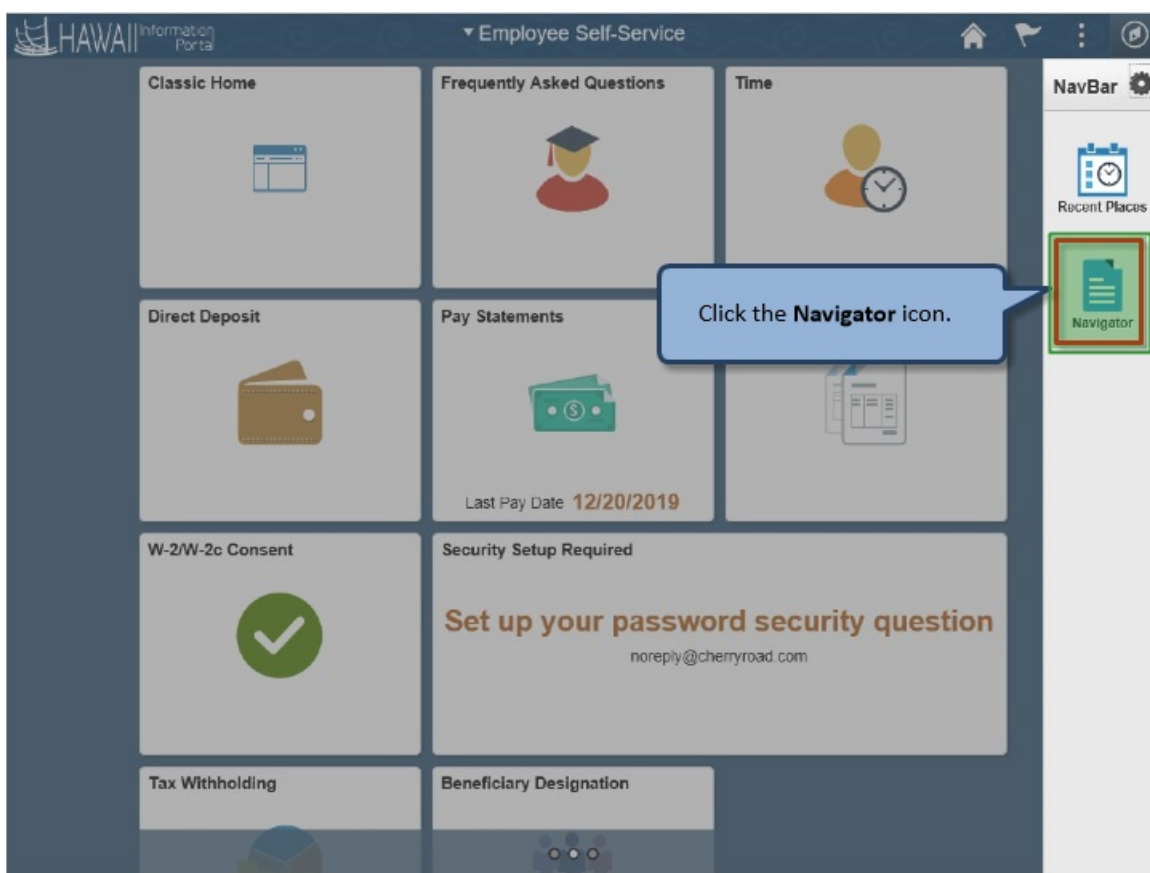 HAWAII Information Portal
Employee Self-Service
Classic Home
Frequently Asked Questions
Time
NavBar
Recent Places
Click the Navigator icon.
Navigator
Direct Deposit
Pay Statements
Last Pay Date 12/20/2019
W-2/W-2c Consent
Security Setup Required
Set up your password security question
noreply@cherryroad.com
Tax Withholding
Beneficiary Designation